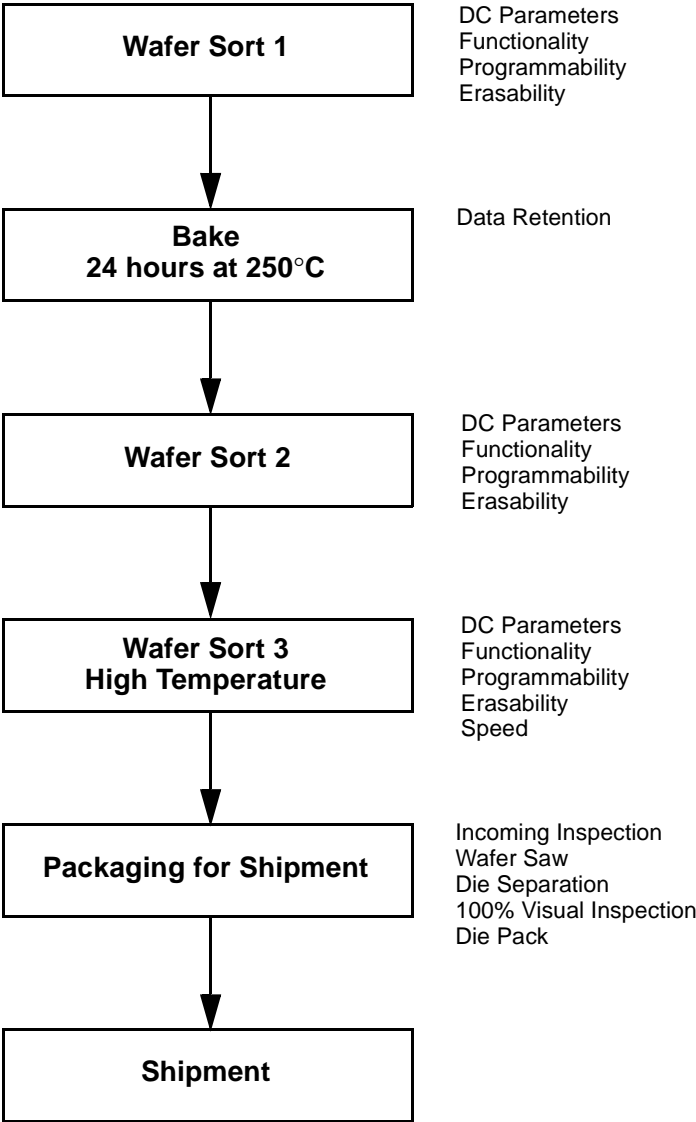 Wafer Sort 1
DC Parameters
Functionality
Programmability
Erasability
Bake
24 hours at 250°C
Data Retention
Wafer Sort 2
DC Parameters
Functionality
Programmability
Erasability
Wafer Sort 3
High Temperature
DC Parameters
Functionality
Programmability
Erasability
Speed
Packaging for Shipment
Incoming Inspection
Wafer Saw
Die Separation
100% Visual Inspection
Die Pack
Shipment